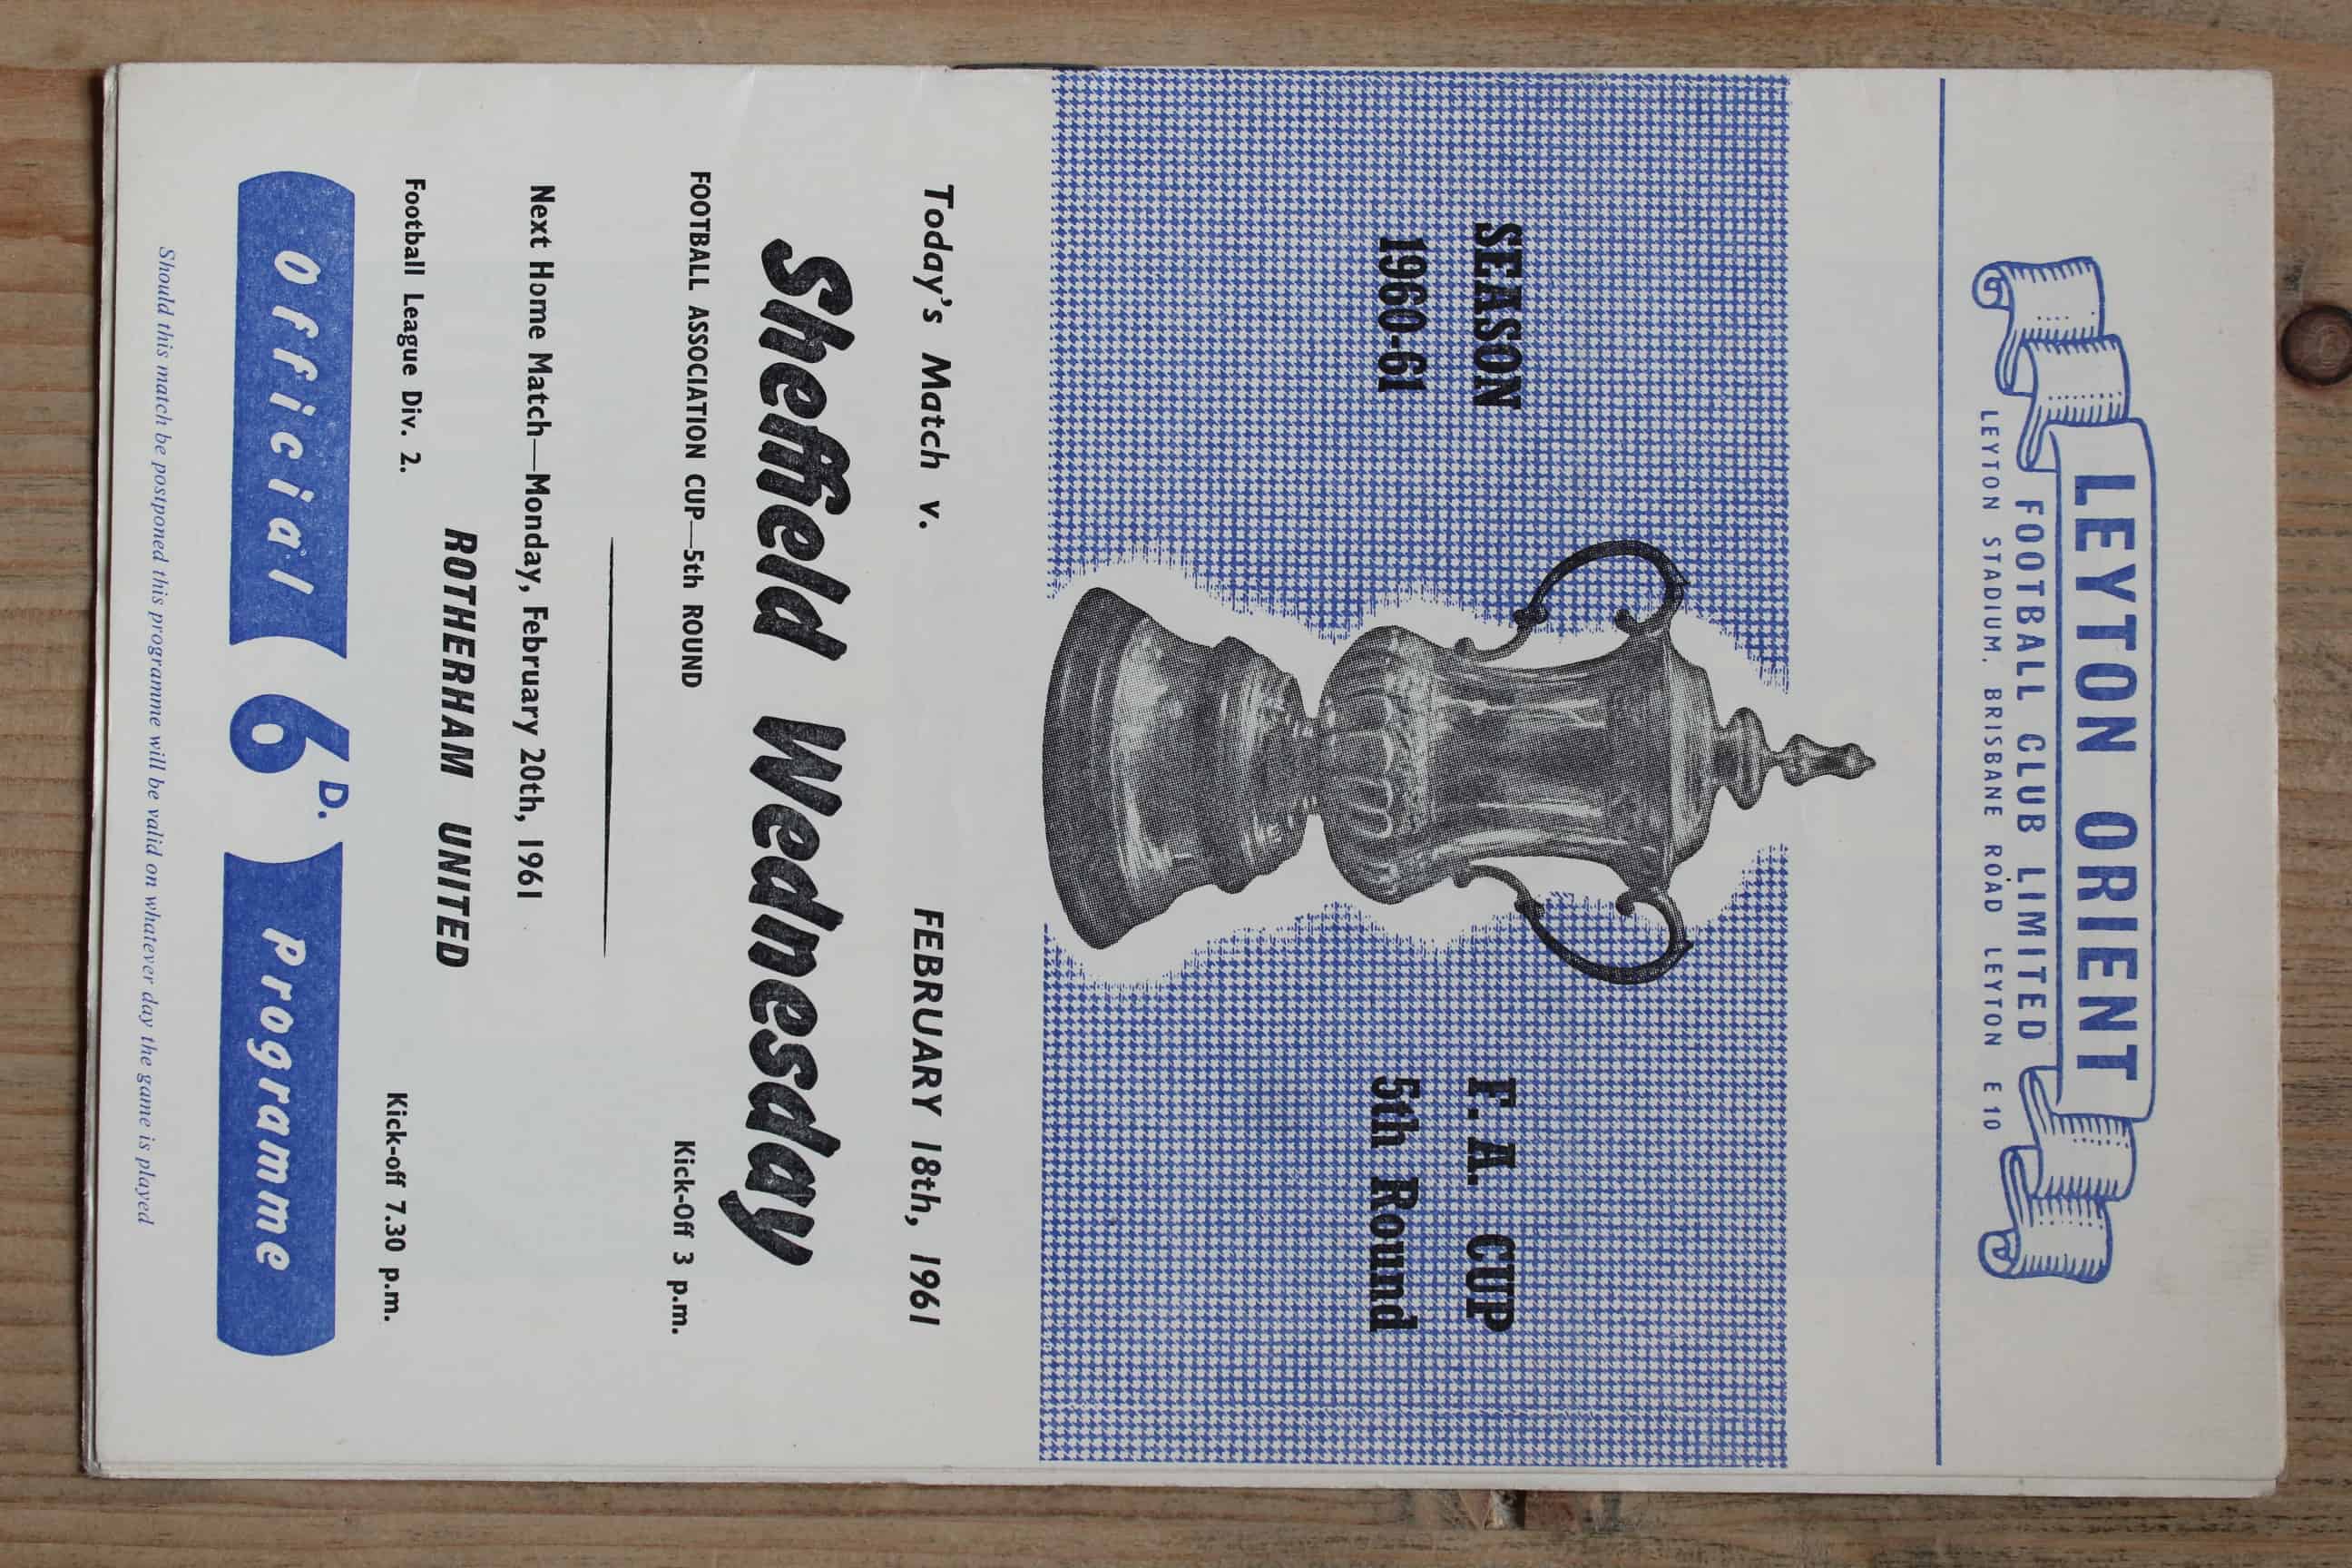 LEYTON ORIENT
FOOTBALL CLUB LIMITED
LEYTON STADIUM, BRISBANE ROAD LEYTON E 10
SEASON
1960-61
F. A. CUP
5th Round
Today's Match v. FEBRUARY 18th, 1961
Sheffield Wednesday
FOOTBALL ASSOCIATION CUP—5th ROUND Kick-Off 3 p.m.
Next Home Match—Monday, February 20th, 1961
ROTHERHAM UNITED
Football League Div. 2. Kick-off 7.30 p.m.
Official 6D. Programme
Should this match be postponed this programme will be valid on whatever day the game is played